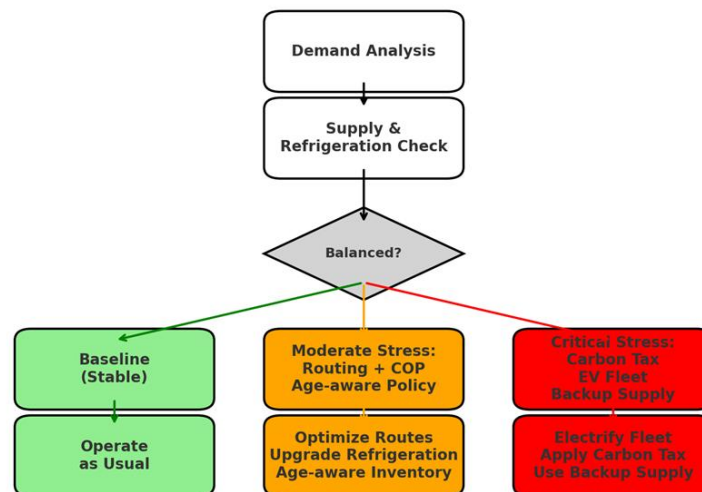 Demand Analysis
Supply &
Refrigeration Check
Balanced?
Baseline
(Stable)
Moderate Stress:
Routing + COP
Age-aware Policy
Critical Stress:
Carbon Tax
EV Fleet
Backup Supply
Operate
as Usual
Optimize Routes
Upgrade Refrigeration
Age-aware Inventory
Electrify Fleet
Apply Carbon Tax
Use Backup Supply